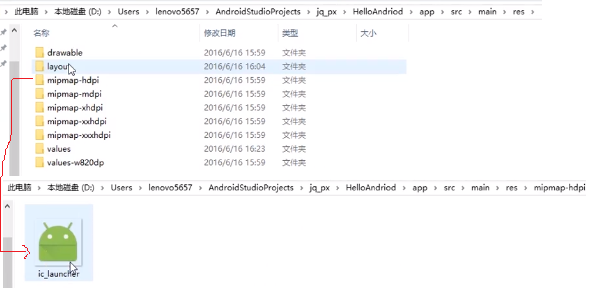 此电脑 > 本地磁盘 (D:) > Users > lenovo5657 > AndroidStudioProjects > jq_px > HelloAndriod > app > src > main > res >
名称 修改日期 类型 大小
drawable 2016/6/16 15:59 文件夹
layout 2016/6/16 16:04 文件夹
mipmap-hdpi 2016/6/16 15:59 文件夹
mipmap-mdpi 2016/6/16 15:59 文件夹
mipmap-xhdpi 2016/6/16 15:59 文件夹
mipmap-xxhdpi 2016/6/16 15:59 文件夹
mipmap-xxxhdpi 2016/6/16 15:59 文件夹
values 2016/6/16 16:23 文件夹
values-w820dp 2016/6/16 15:59 文件夹
此电脑 > 本地磁盘 (D:) > Users > lenovo5657 > AndroidStudioProjects > jq_px > HelloAndriod > app > src > main > res > mipmap-hdpi
ic_launcher